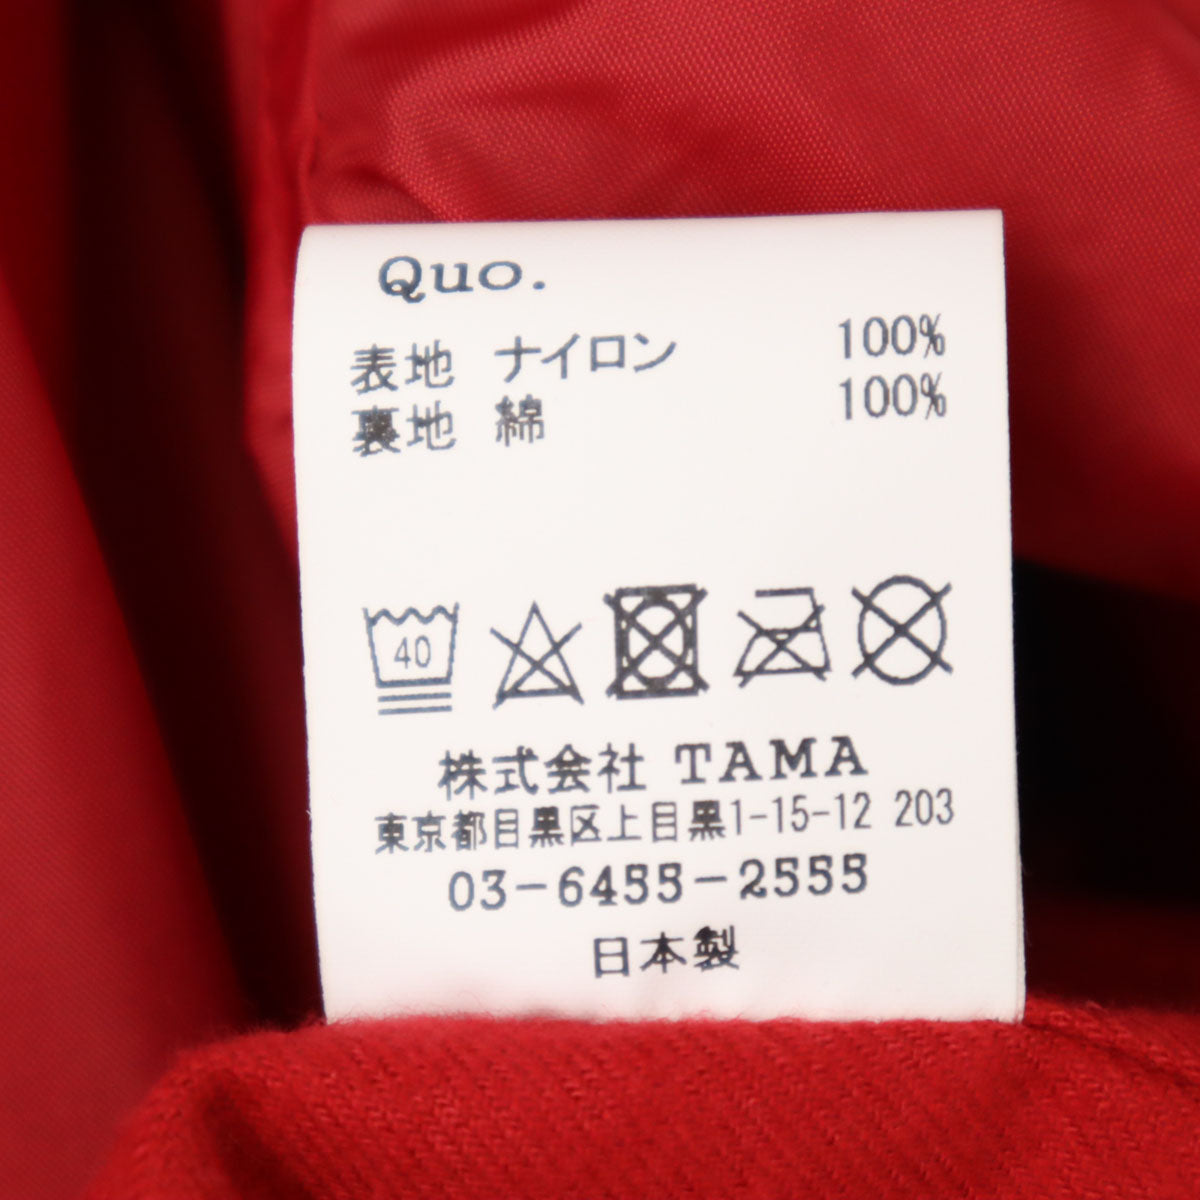 Quo.
表地 ナイロン 100%
裏地 綿 100%
40
株式会社 TAMA
東京都目黒区上目黒1-15-12 203
03-6455-2555
日本製